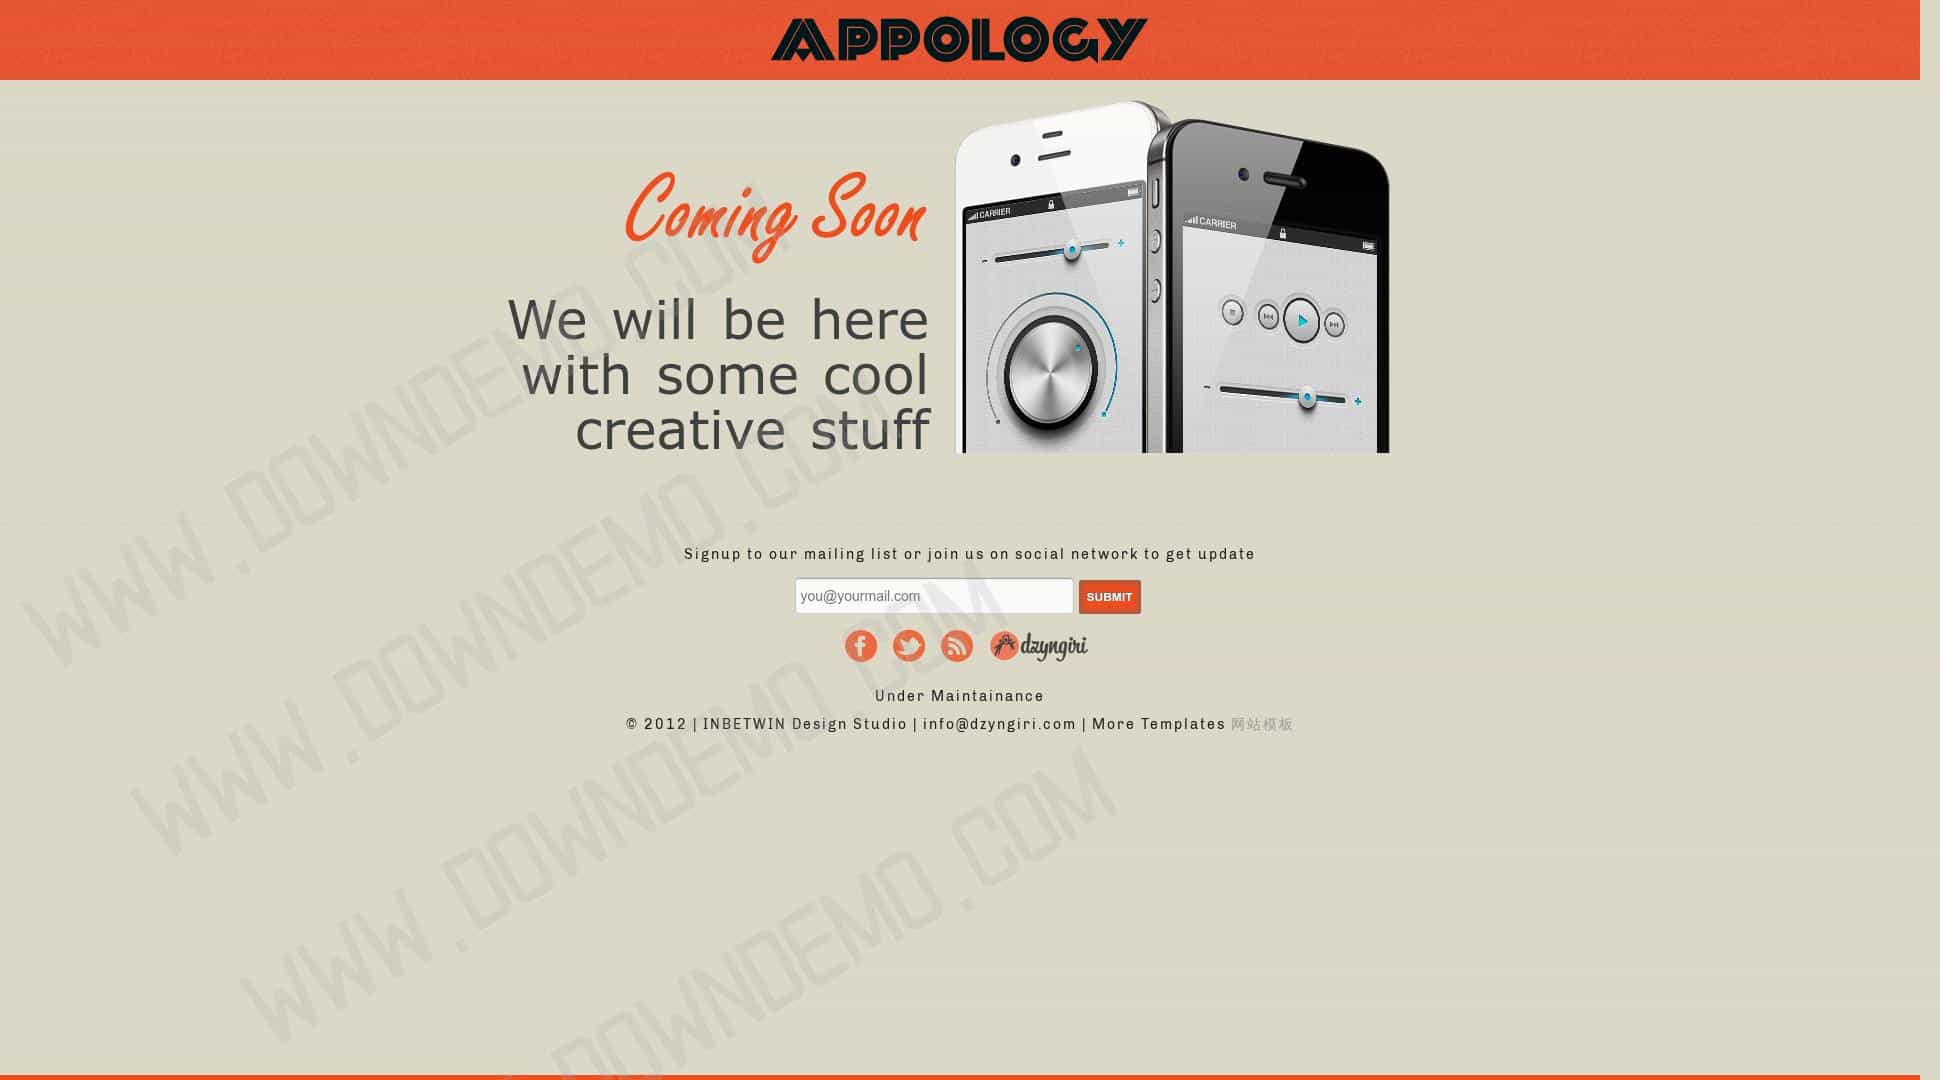 APPOLOGY
Coming Soon
We will be here
with some cool
creative stuff
CARRIER
CARRIER
Signup to our mailing list or join us on social network to get update
you@yourmail.com
SUBMIT
dzyngiri
Under Maintainance
© 2012 | INBETWIN Design Studio | info@dzyngiri.com | More Templates 网站模板
WWW.DOWNDEMO.COM
WWW.DOWNDEMO.COM
WWW.DOWNDEMO.COM
DOWNDEMO.COM